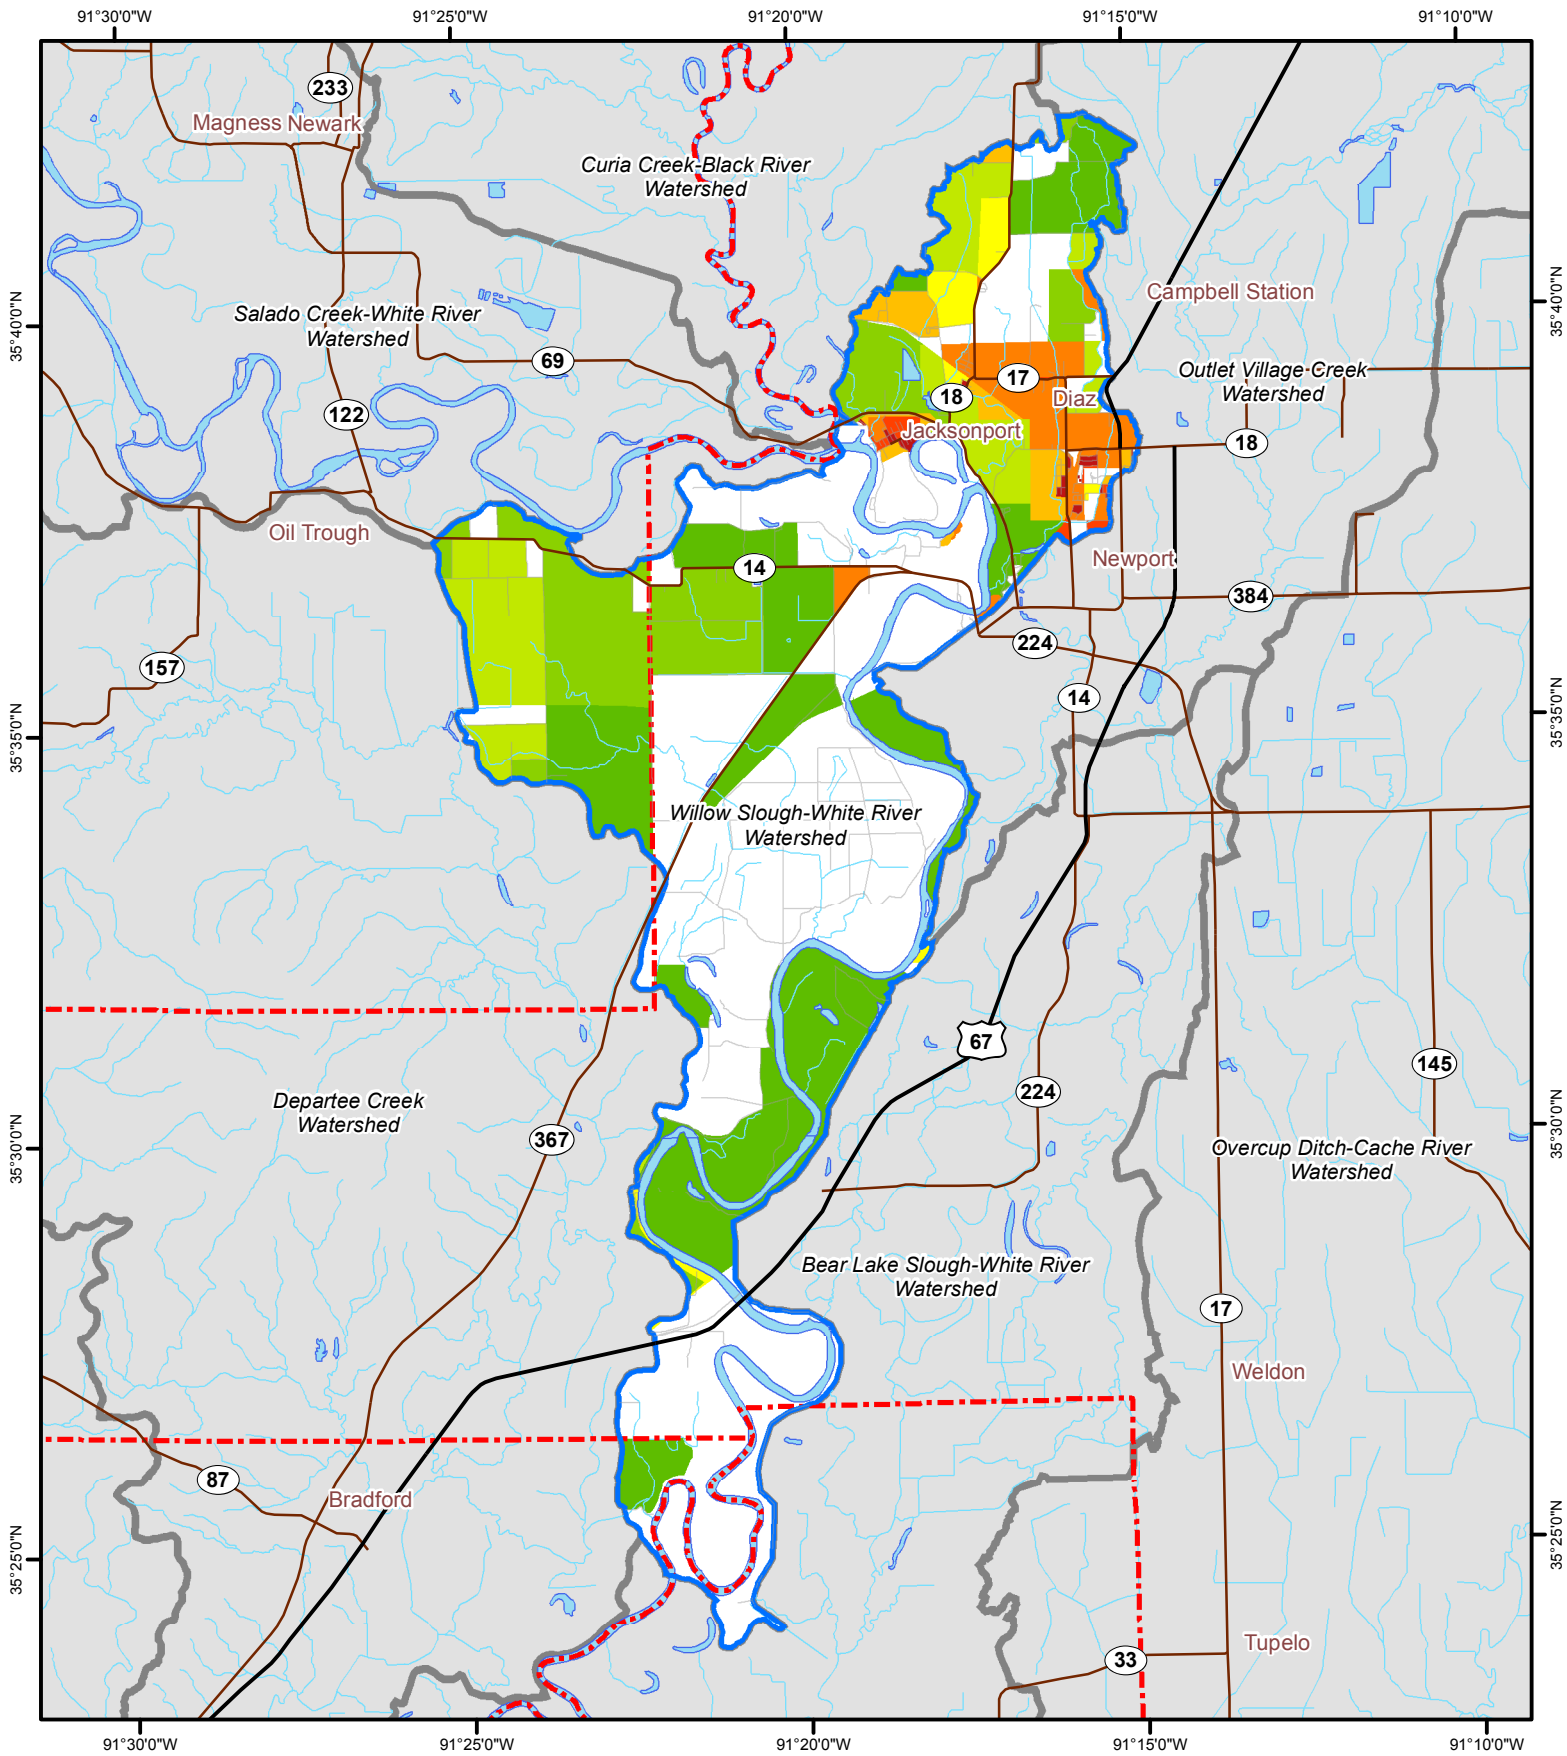 91°30'0"W
91°25'0"W
91°20'0"W
91°15'0"W
91°10'0"W
233
Magness Newark
Curia Creek-Black River
Watershed
35°40'0"N
35°40'0"N
Campbell Station
Salado Creek-White River
Watershed
69
Outlet Village Creek
Watershed
17
18
Diaz
122
Jacksonport
18
Oil Trough
Newport
14
384
224
157
14
35°35'0"N
35°35'0"N
Willow Slough-White River
Watershed
67
145
224
Departee Creek
Watershed
367
35°30'0"N
35°30'0"N
Overcup Ditch-Cache River
Watershed
Bear Lake Slough-White River
Watershed
17
Weldon
87
Bradford
35°25'0"N
35°25'0"N
Tupelo
33
91°30'0"W
91°25'0"W
91°20'0"W
91°15'0"W
91°10'0"W